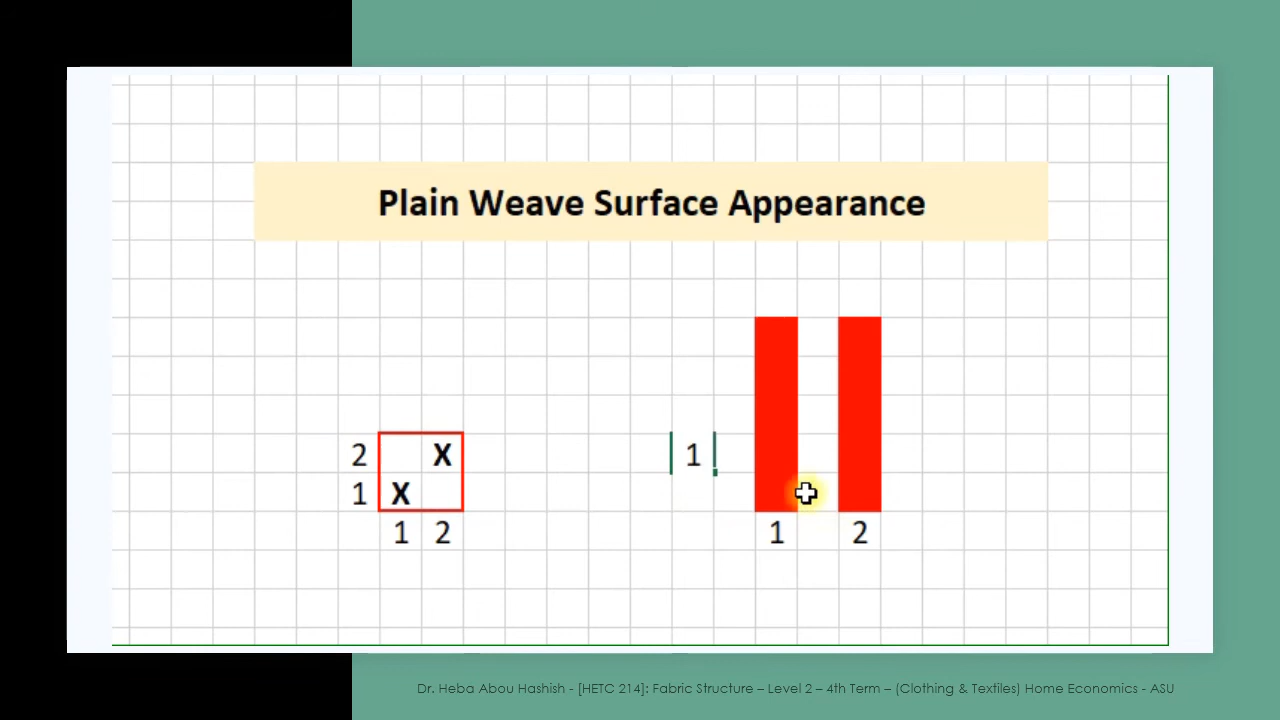 Plain Weave Surface Appearance
2 X
1 X
1 2
1
1 2
Dr. Heba Abou Hashish - [HETC 214]: Fabric Structure – Level 2 – 4th Term – (Clothing & Textiles) Home Economics - ASU